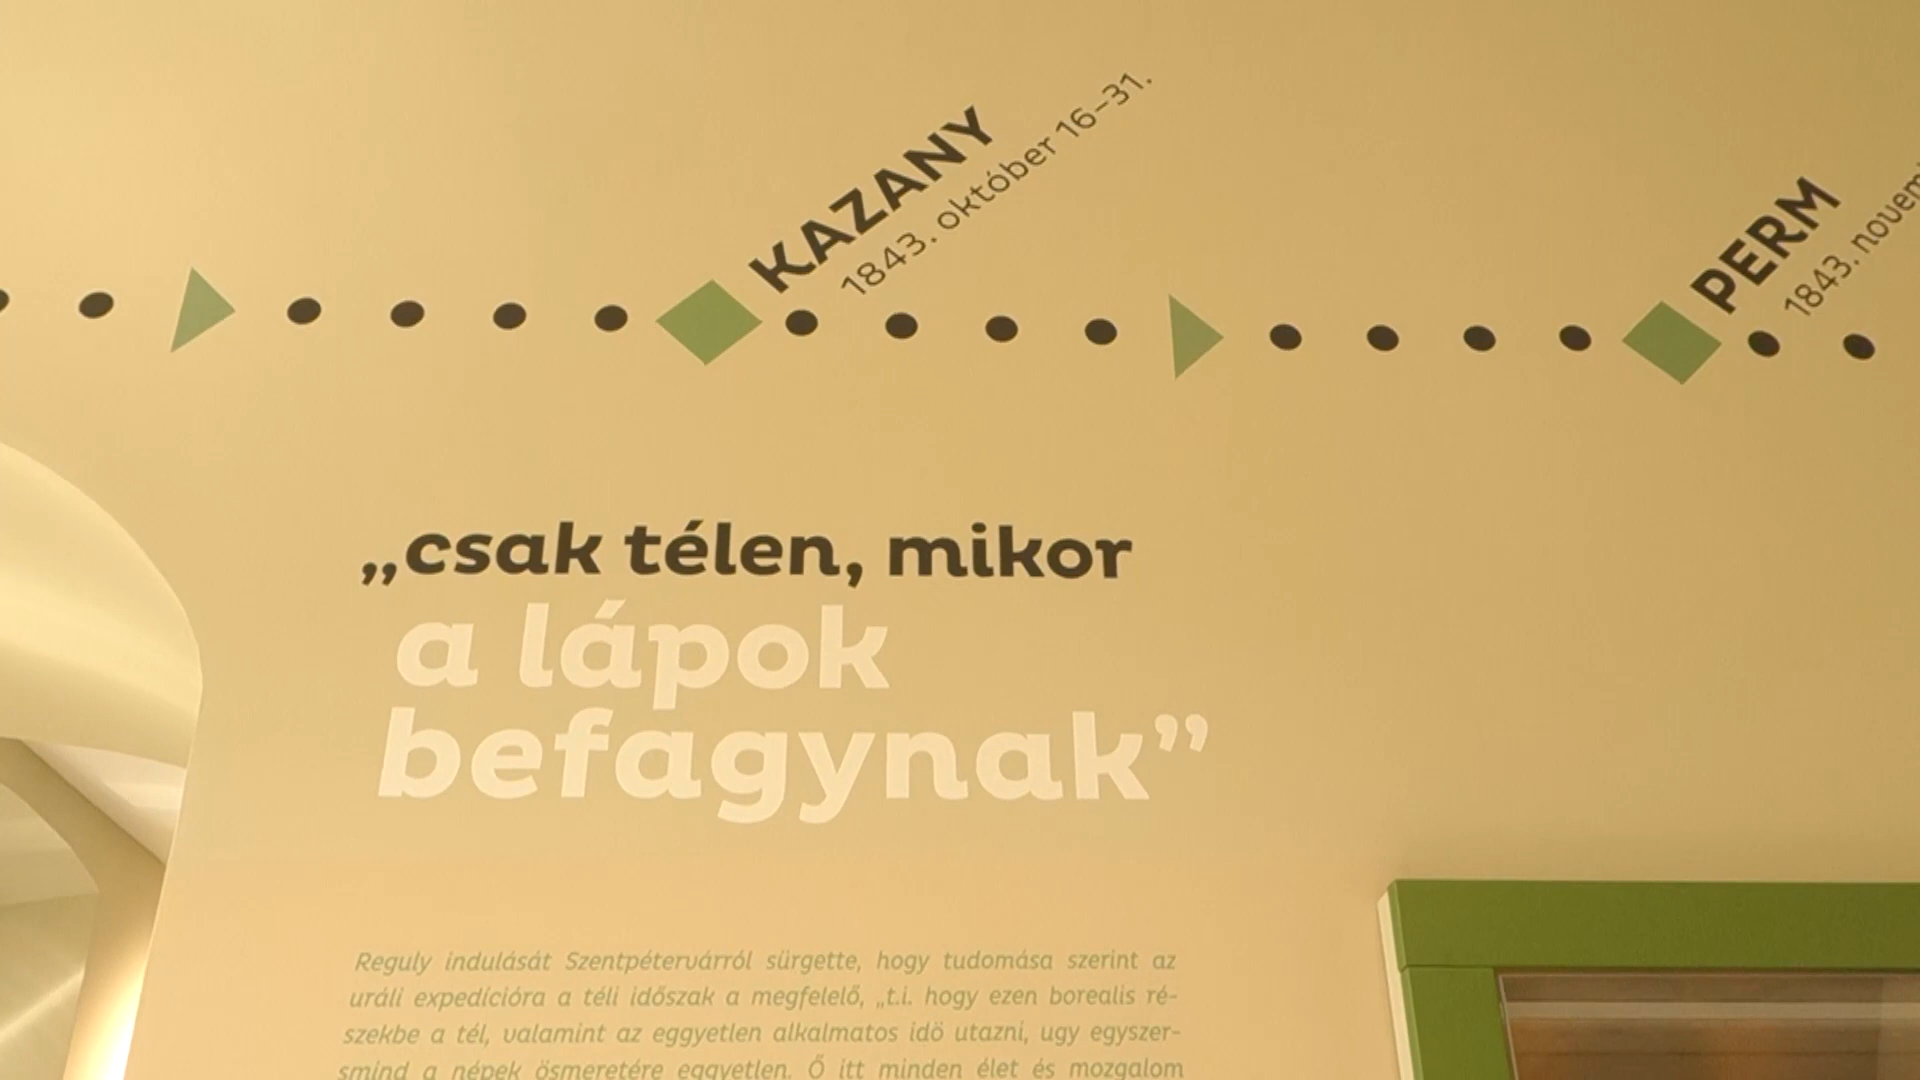 KAZANY
1843. október 16–31.
PERM
1843. novem
„csak télen, mikor
a lápok
befagynak”
Reguly indulását Szentpétervárról sürgette, hogy tudomása szerint az
uráli expedícióra a téli időszak a megfelelő, „t.i. hogy ezen borealis ré-
szekbe a tél, valamint az eggyetlen alkalmatos idö utazni, ugy egyszer-
smind a népek ösmeretére eggyetlen. Ő itt minden élet és mozgalom